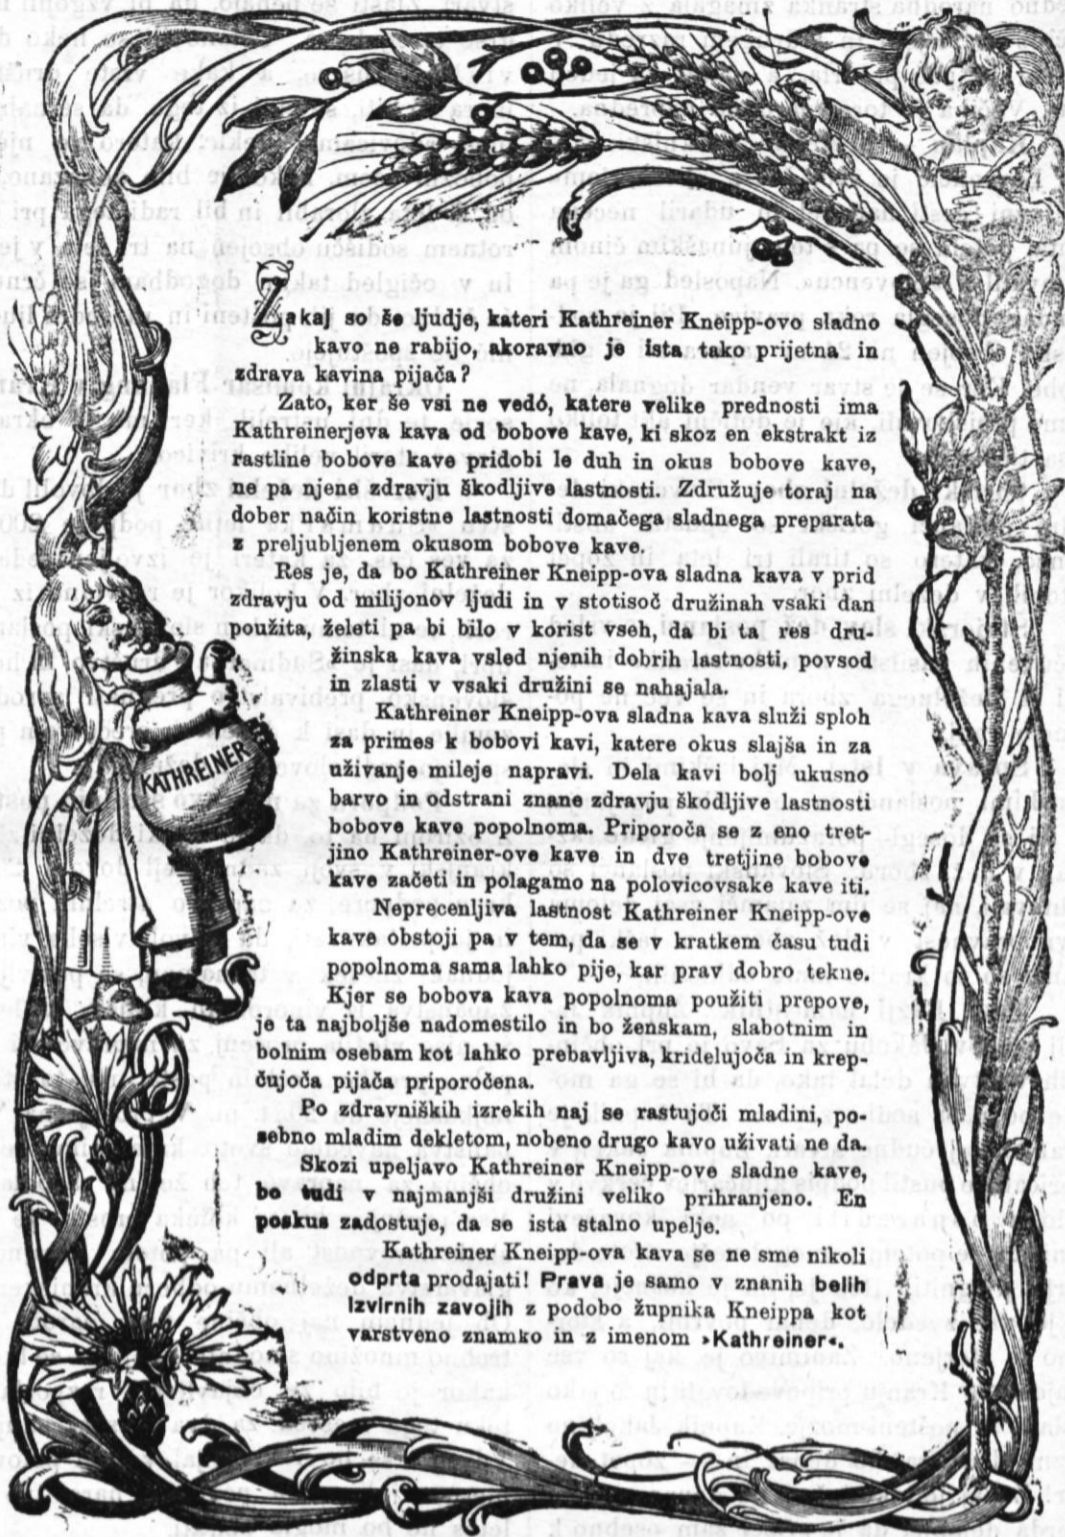 Zakaj so še ljudje, kateri Kathreiner Kneipp-ovo sladno
kavo ne rabijo, akoravno je ista tako prijetna in
zdrava kavina pijača?
Zato, ker še vsi ne vedó, katere velike prednosti ima
Kathreinerjeva kava od bobove kave, ki skoz en ekstrakt iz
rastline bobove kave pridobi le duh in okus bobove kave,
ne pa njene zdravju škodljive lastnosti. Združuje toraj na
dober način koristne lastnosti domačega sladnega preparata
z preljubljenem okusom bobove kave.
Res je, da bo Kathreiner Kneipp-ova sladna kava v prid
zdravju od milijonov ljudi in v stotisoč družinah vsaki dan
použita, želeti pa bi bilo v korist vseh, da bi ta res dru-
žinska kava vsled njenih dobrih lastnosti, povsod
in zlasti v vsaki družini se nahajala.
Kathreiner Kneipp-ova sladna kava služi sploh
za primes k bobovi kavi, katere okus slajša in za
uživanje mileje napravi. Dela kavi bolj ukusno
barvo in odstrani znane zdravju škodljive lastnosti
bobove kave popolnoma. Priporoča se z eno tret-
jino Kathreiner-ove kave in dve tretjine bobove
kave začeti in polagamo na polovicovsake kave iti.
Neprecenljiva lastnost Kathreiner Kneipp-ove
kave obstoji pa v tem, da se v kratkem času tudi
popolnoma sama lahko pije, kar prav dobro tekne.
Kjer se bobova kava popolnoma použiti prepove,
je ta najboljše nadomestilo in bo ženskam, slabotnim in
bolnim osebam kot lahko prebavljiva, kridelujoča in krep-
čujoča pijača priporočena.
Po zdravniških izrekih naj se rastujoči mladini, po-
sebno mladim dekletom, nobeno drugo kavo uživati ne da.
Skozi upeljavo Kathreiner Kneipp-ove sladne kave,
bo tudi v najmanjši družini veliko prihranjeno. En
poskus zadostuje, da se ista stalno upelje.
Kathreiner Kneipp-ova kava se ne sme nikoli
odprta prodajati! Prava je samo v znanih belih
izvirnih zavojih z podobo župnika Kneippa kot
varstveno znamko in z imenom »Kathreiner«.
KATHREINER